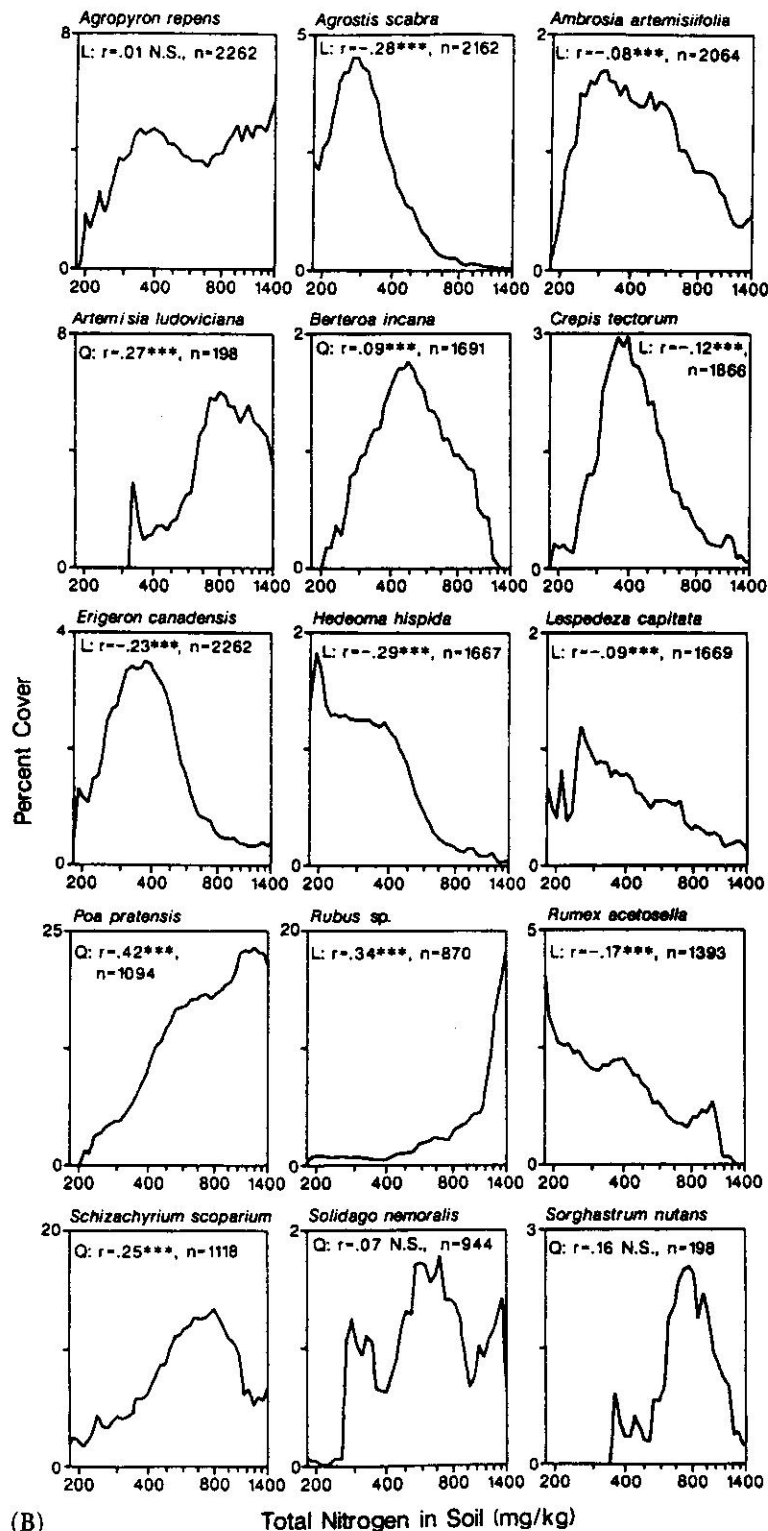 Agropyron repens
Agrostis scabra
Ambrosia artemisiifolia
8
L: r=.01 N.S., n=2262
0
200 400 800 1400
5
L: r=-.28***, n=2162
0
200 400 800 1400
2
L: r=-.08***, n=2064
0
200 400 800 1400
Artemisia ludoviciana
Berteroa incana
Crepis tectorum
8
Q: r=.27***, n=198
0
200 400 800 1400
2
Q: r=.09***, n=1691
0
200 400 800 1400
3
L: r=-.12***,
n=1866
0
200 400 800 1400
Erigeron canadensis
Hedeoma hispida
Lespedeza capitata
4
L: r=-.23***, n=2262
0
200 400 800 1400
2
L: r=-.29***, n=1667
0
200 400 800 1400
2
L: r=-.09***, n=1669
0
200 400 800 1400
Percent Cover
Poa pratensis
Rubus sp.
Rumex acetosella
25
Q: r=.42***,
n=1094
0
200 400 800 1400
20
L: r=.34***, n=870
0
200 400 800 1400
5
L: r=-.17***, n=1393
0
200 400 800 1400
Schizachyrium scoparium
Solidago nemoralis
Sorghastrum nutans
20
Q: r=.25***, n=1118
0
200 400 800 1400
2
Q: r=.07 N.S., n=944
0
200 400 800 1400
3
Q: r=.16 N.S., n=198
0
200 400 800 1400
(B)
Total Nitrogen in Soil (mg/kg)